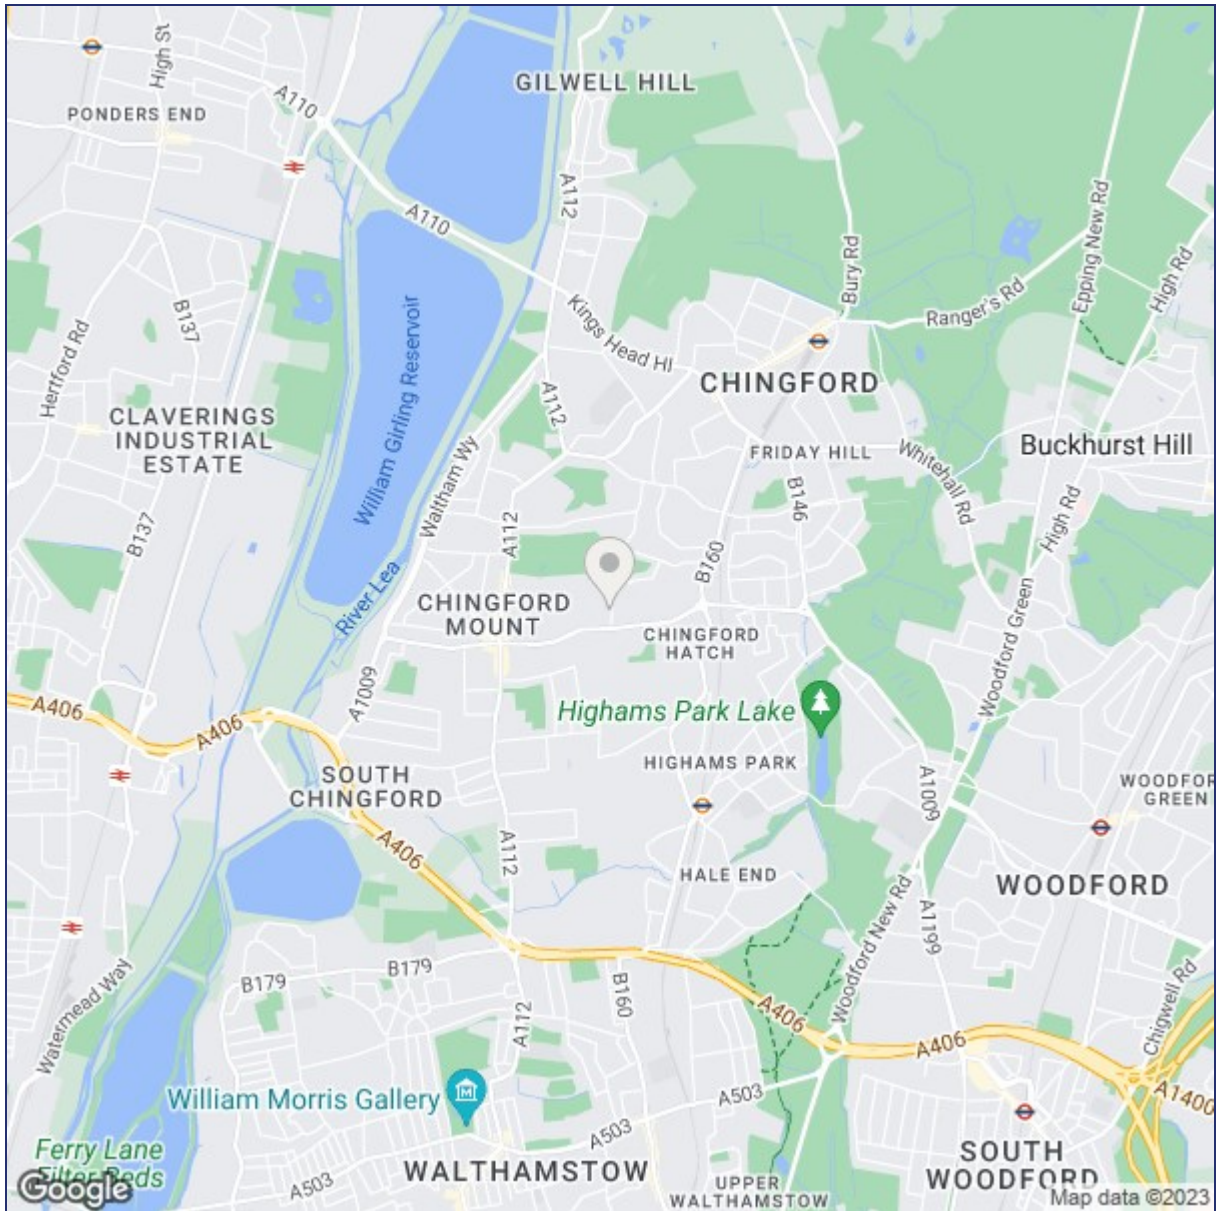 High St
GILWELL HILL
PONDERS END
A110
A112
A110
Bury Rd
Epping New Rd
High Rd
Ranger's Rd
Kings Head Hl
B137
Hertford Rd
William Girling Reservoir
CHINGFORD
A112
CLAVERINGS
INDUSTRIAL
ESTATE
FRIDAY HILL
Buckhurst Hill
Whitehall Rd
Waltham Wy
B146
High Rd
A112
B137
B160
River Lea
CHINGFORD
MOUNT
CHINGFORD
HATCH
Woodford Green
A1009
A406
A406
Highams Park Lake
HIGHAMS PARK
SOUTH
CHINGFORD
A1009
WOODFOR
GREEN
A406
A112
HALE END
WOODFORD
Woodford New Rd
A1199
B179
B179
B160
Watermead Way
A112
A406
A406
Chigwell Rd
William Morris Gallery
A503
A1400
A503
Ferry Lane
Filter Beds
WALTHAMSTOW
SOUTH
WOODFORD
A503
UPPER
WALTHAMSTOW
Google
Map data ©2023